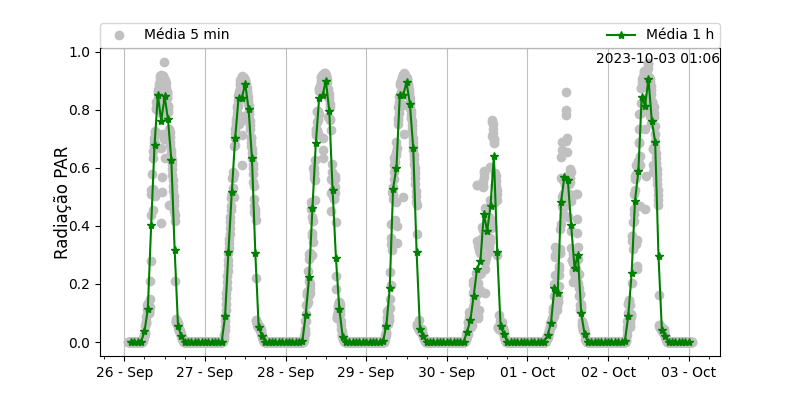 Média 5 min
Média 1 h
2023-10-03 01:06
Radiação PAR
1.0
0.8
0.6
0.4
0.2
0.0
26 - Sep
27 - Sep
28 - Sep
29 - Sep
30 - Sep
01 - Oct
02 - Oct
03 - Oct